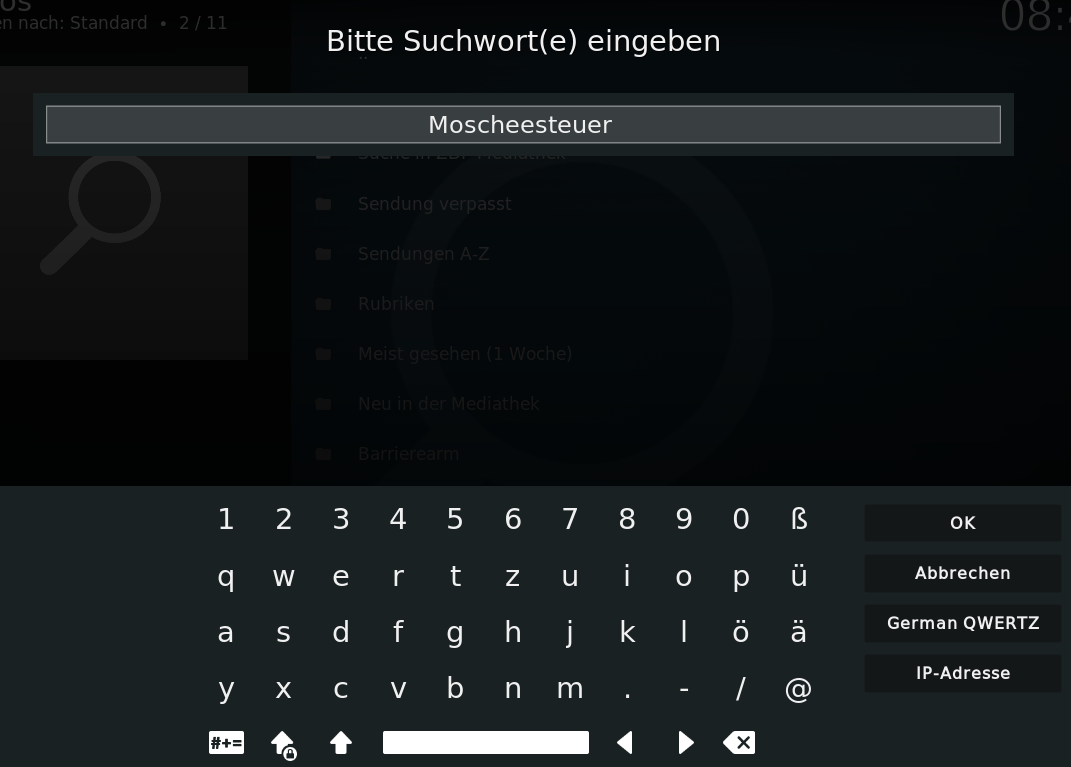 os
en nach: Standard • 2 / 11
08:
Bitte Suchwort(e) eingeben
Moscheesteuer
Suche in ZDF Mediathek
Sendung verpasst
Sendungen A-Z
Rubriken
Meist gesehen (1 Woche)
Neu in der Mediathek
Barrierearm
1 2 3 4 5 6 7 8 9 0 ß
OK
q w e r t z u i o p ü
Abbrechen
a s d f g h j k l ö ä
German QWERTZ
y x c v b n m . - / @
IP-Adresse
#+=